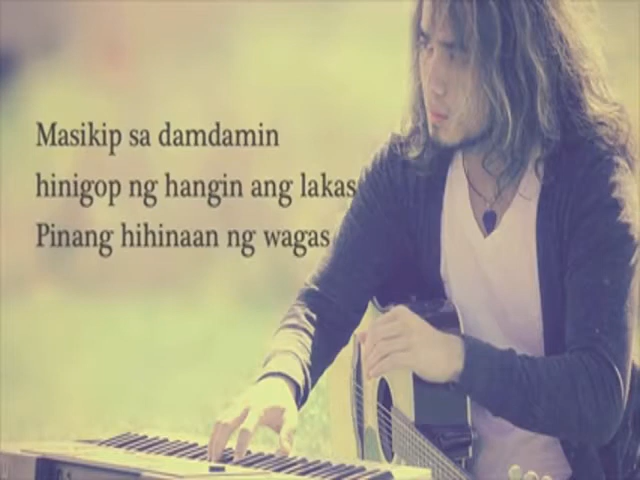 Masikip sa damdamin
hinigop ng hangin ang lakas
Pinang hihinaan ng wagas